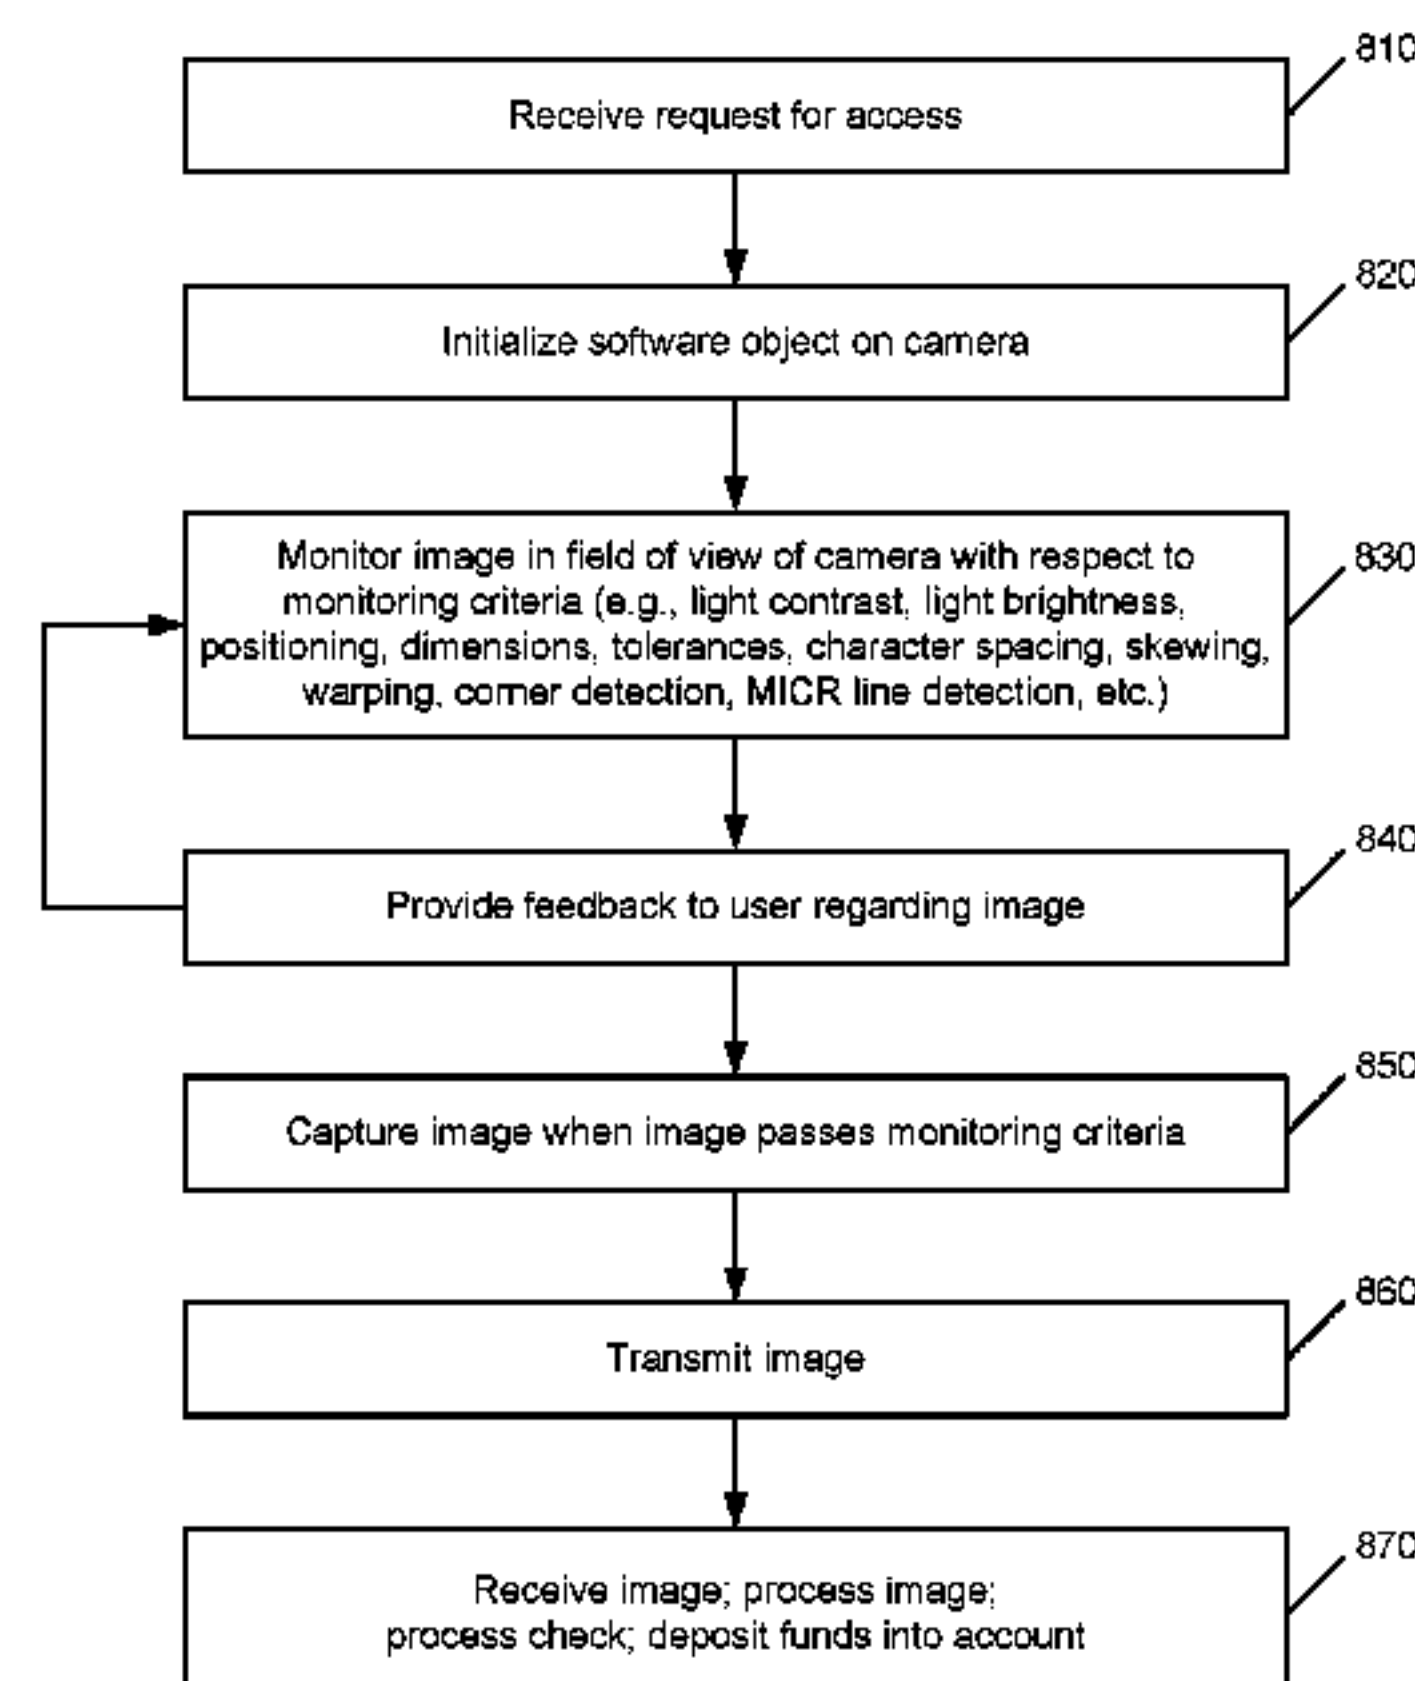 810
Receive request for access
820
Initialize software object on camera
830
Monitor image in field of view of camera with respect to
monitoring criteria (e.g., light contrast, light brightness,
positioning, dimensions, tolerances, character spacing, skewing,
warping, corner detection, MICR line detection, etc.)
840
Provide feedback to user regarding image
850
Capture image when image passes monitoring criteria
860
Transmit image
870
Receive image; process image;
process check; deposit funds into account